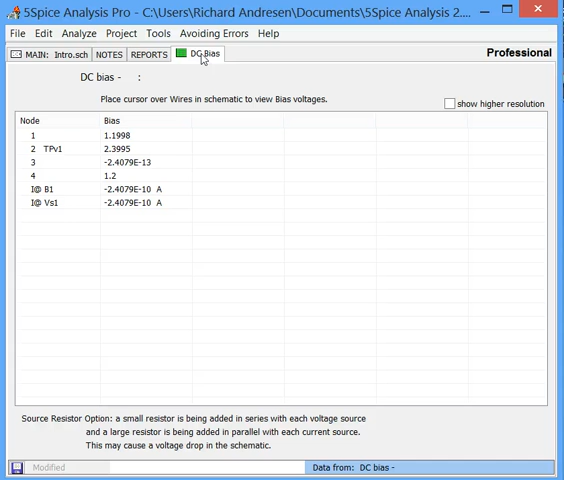 5Spice Analysis Pro - C:\Users\Richard Andresen\Documents\5Spice Analysis 2....
File Edit Analyze Project Tools Avoiding Errors Help
MAIN: Intro.sch NOTES REPORTS DC Bias Professional
DC bias - :
Place cursor over Wires in schematic to view Bias voltages.
show higher resolution
Node Bias
1 1.1998
2 TPv1 2.3995
3 -2.4079E-13
4 1.2
I@ B1 -2.4079E-10 A
I@ Vs1 -2.4079E-10 A
Source Resistor Option: a small resistor is being added in series with each voltage source
and a large resistor is being added in parallel with each current source.
This may cause a voltage drop in the schematic.
Modified Data from: DC bias -